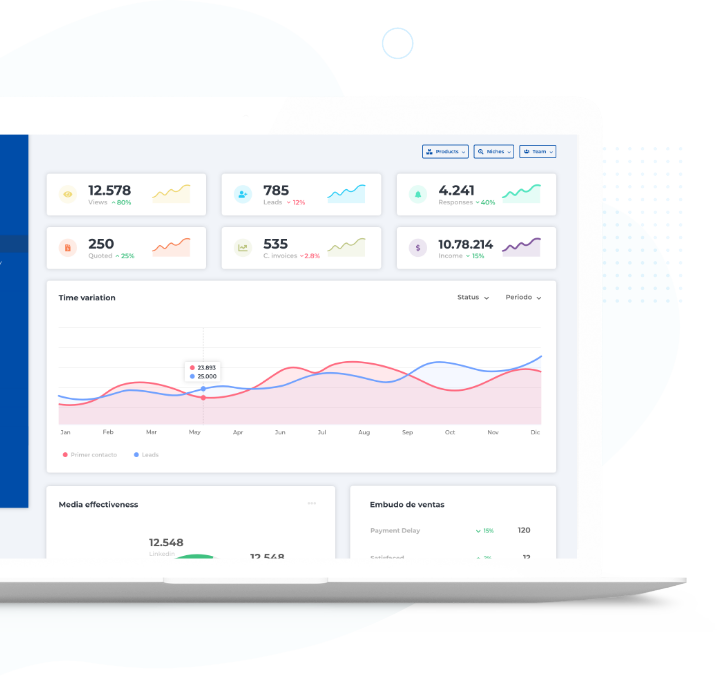 Products Niches Team
12.578
Views 80%
785
Leads 12%
4.241
Responses 40%
250
Quoted 25%
535
C. invoices 2.8%
10.78.214
Income 15%
Time variation
Status Periodo
23.893
25.000
Jan Feb Mar May Apr Jun Jul Aug Sep Oct Nov Dic
Primer contacto Leads
Media effectiveness
Embudo de ventas
Payment Delay 15% 120
12.548
Linkedin
12.548
12